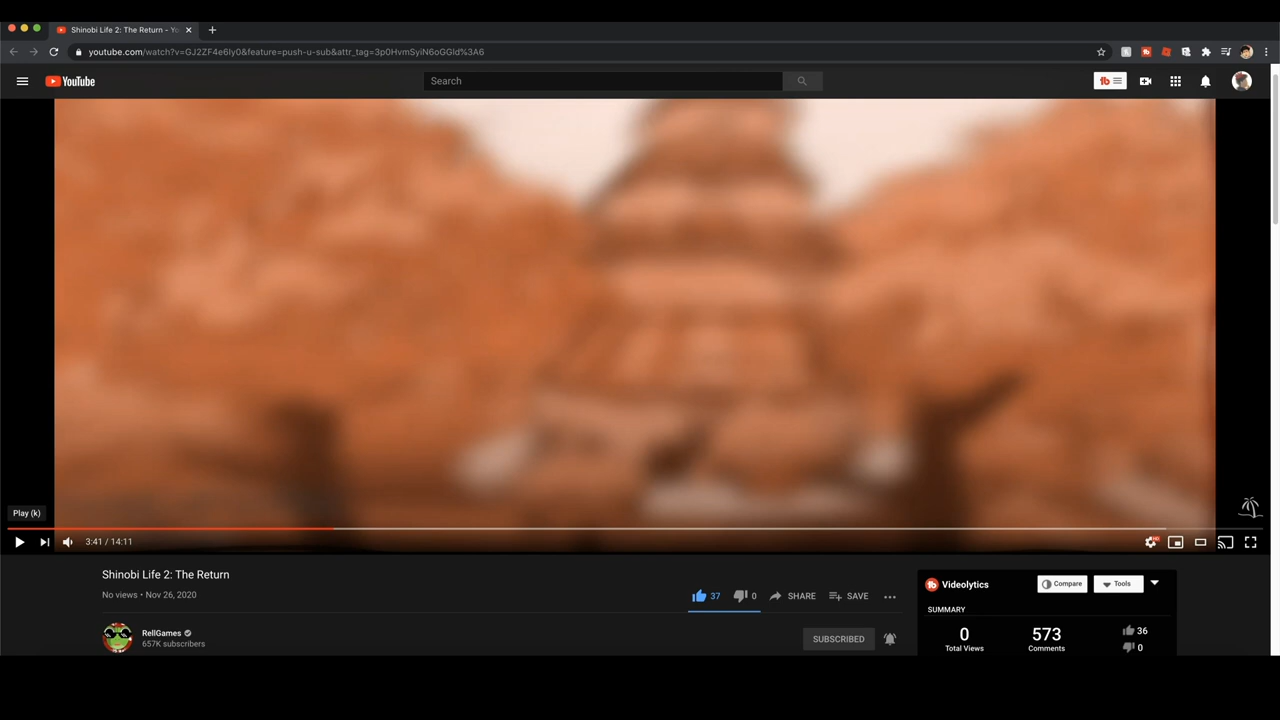 Shinobi Life 2: The Return - Yo
youtube.com/watch?v=GJ2ZF4e6Iy0&feature=push-u-sub&attr_tag=3p0HvmSyiN6oGGld%3A6
YouTube
Search
Play (k)
3:41 / 14:11
HD
Shinobi Life 2: The Return
No views • Nov 26, 2020
37
0
SHARE
SAVE
RellGames
657K subscribers
SUBSCRIBED
Videolytics
Compare
Tools
SUMMARY
0
Total Views
573
Comments
36
0